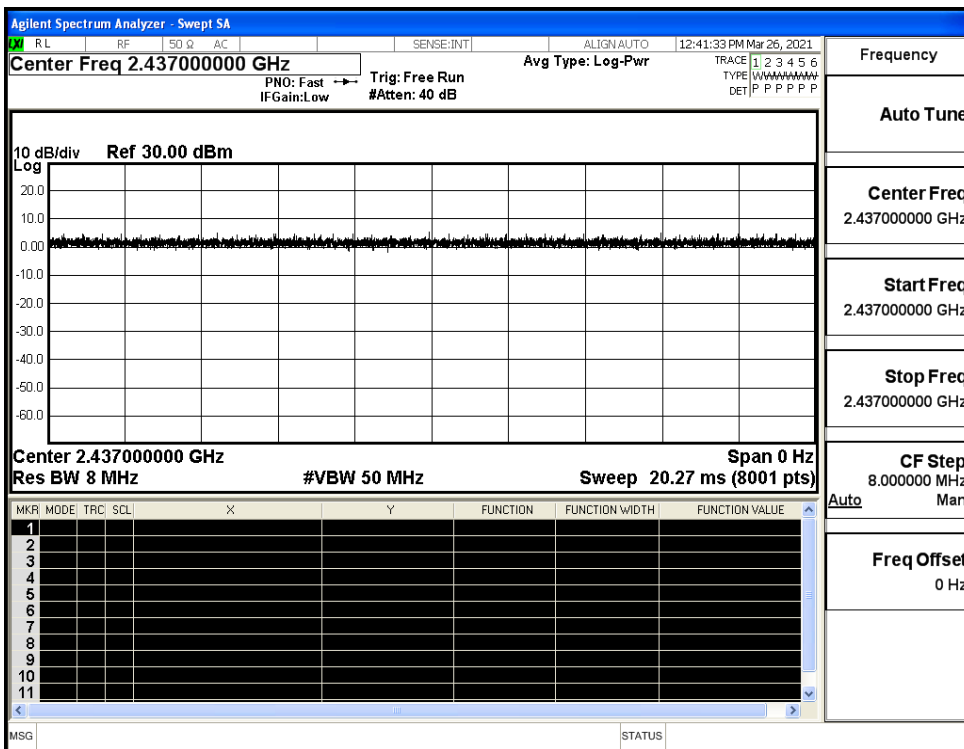 Agilent Spectrum Analyzer - Swept SA
LXI RL RF 50 Ω AC SENSE:INT ALIGN AUTO 12:41:33 PM Mar 26, 2021
Center Freq 2.437000000 GHz
PNO: Fast
IFGain:Low
Trig: Free Run
#Atten: 40 dB
Avg Type: Log-Pwr
TRACE 1 2 3 4 5 6
TYPE WWWWWW
DET P P P P P P
10 dB/div Ref 30.00 dBm
Log
20.0
10.0
0.00
-10.0
-20.0
-30.0
-40.0
-50.0
-60.0
Center 2.437000000 GHz Span 0 Hz
Res BW 8 MHz #VBW 50 MHz Sweep 20.27 ms (8001 pts)
MKR MODE TRC SCL X Y FUNCTION FUNCTION WIDTH FUNCTION VALUE
1
2
3
4
5
6
7
8
9
10
11
MSG STATUS
Frequency
Auto Tune
Center Freq
2.437000000 GHz
Start Freq
2.437000000 GHz
Stop Freq
2.437000000 GHz
CF Step
8.000000 MHz
Auto Man
Freq Offset
0 Hz